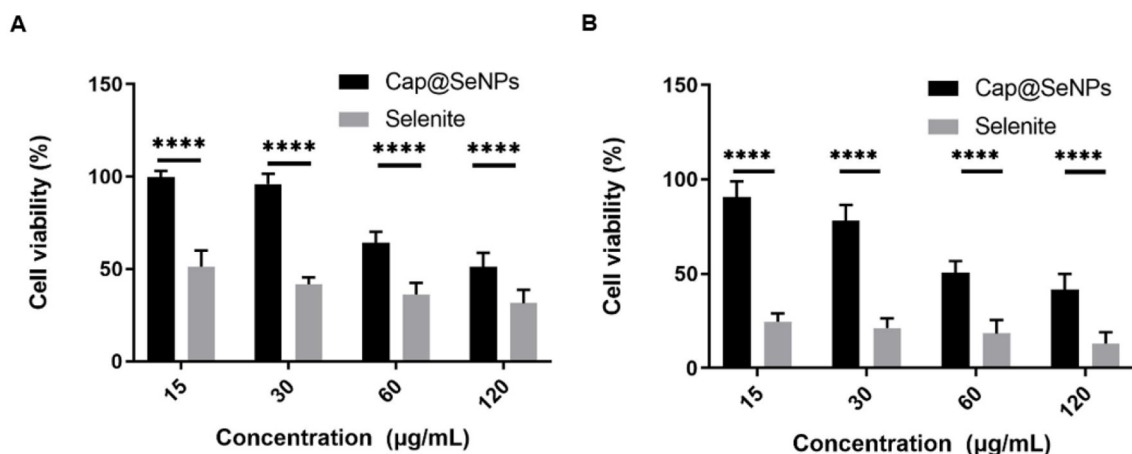 A
Cell viability (%)
150
100
50
0
Cap@SeNPs
Selenite
****
****
****
****
15
30
60
120
Concentration (µg/mL)
B
Cell viability (%)
150
100
50
0
Cap@SeNPs
Selenite
****
****
****
****
15
30
60
120
Concentration (µg/mL)